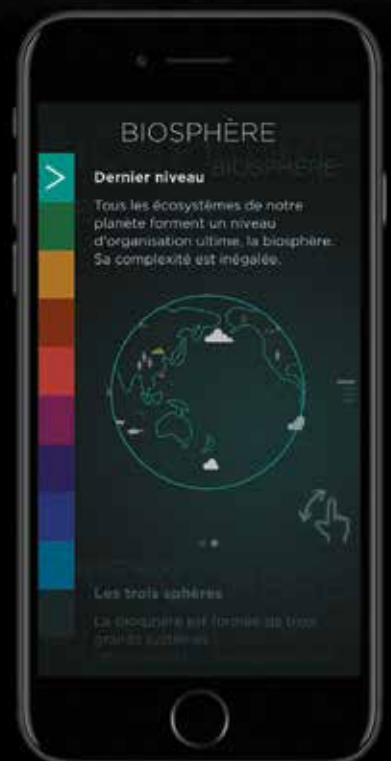 BIOSPHÈRE
BIOSPHÈRE
Dernier niveau
Tous les écosystèmes de notre
planète forment un niveau
d'organisation ultime, la biosphère.
Sa complexité est inégalée.
Les trois sphères
La biosphère est formée de trois
grands systèmes